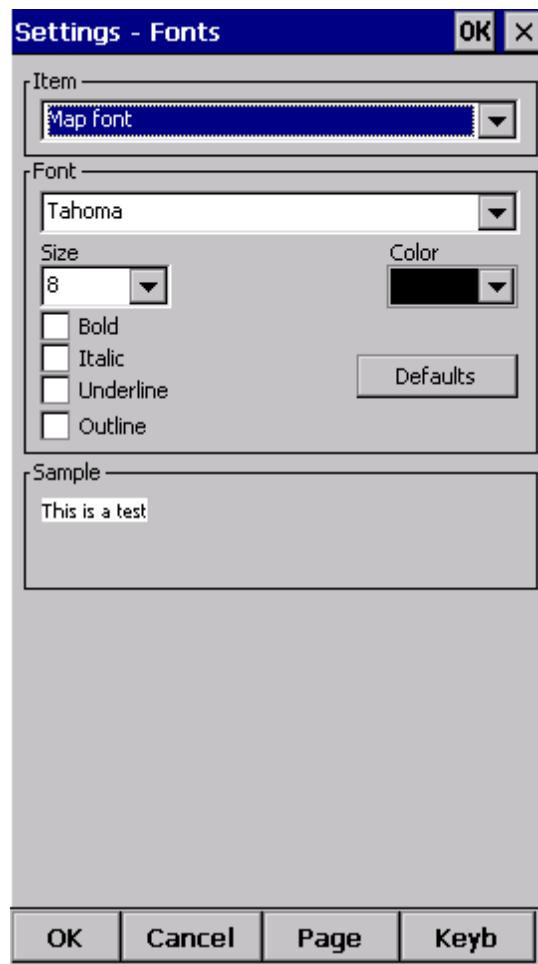 Settings - Fonts OK ×
Item
Map font
Font
Tahoma
Size Color
8
Bold
Italic
Defaults
Underline
Outline
Sample
This is a test
OK Cancel Page Keyb